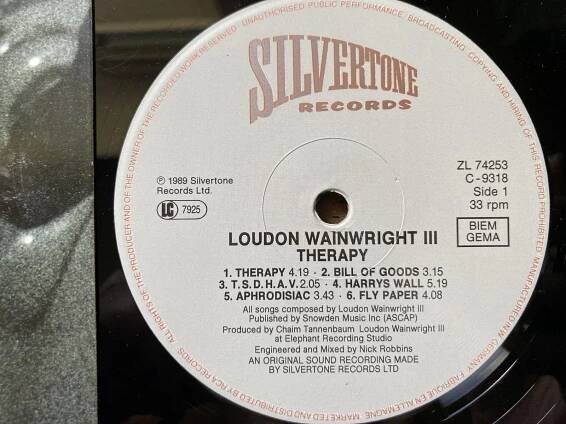 SILVERTONE
RECORDS
UNAUTHORISED PUBLIC PERFORMANCE, BROADCASTING, COPYING AND HIRING OF THIS RECORD PROHIBITED. MANUFACTURED IN W. GERMANY. FABRIQUE EN ALLEMAGNE. MARKETED AND DISTRIBUTED BY RCA RECORDS. ALL RIGHTS OF THE PRODUCER AND OF THE OWNER OF THE RECORDED WORK RESERVED.
ZL 74253
C-9318
Side 1
33 rpm
℗ 1989 Silvertone
Records Ltd.
LC 7925
BIEM
GEMA
LOUDON WAINWRIGHT III
THERAPY
1. THERAPY 4.19 · 2. BILL OF GOODS 3.15
3. T.S.D.H.A.V. 2.05 · 4. HARRYS WALL 5.19
5. APHRODISIAC 3.43 · 6. FLY PAPER 4.08
All songs composed by Loudon Wainwright III
Published by Snowden Music Inc (ASCAP)
Produced by Chaim Tannenbaum Loudon Wainwright III
at Elephant Recording Studio
Engineered and Mixed by Nick Robbins
AN ORIGINAL SOUND RECORDING MADE
BY SILVERTONE RECORDS LTD